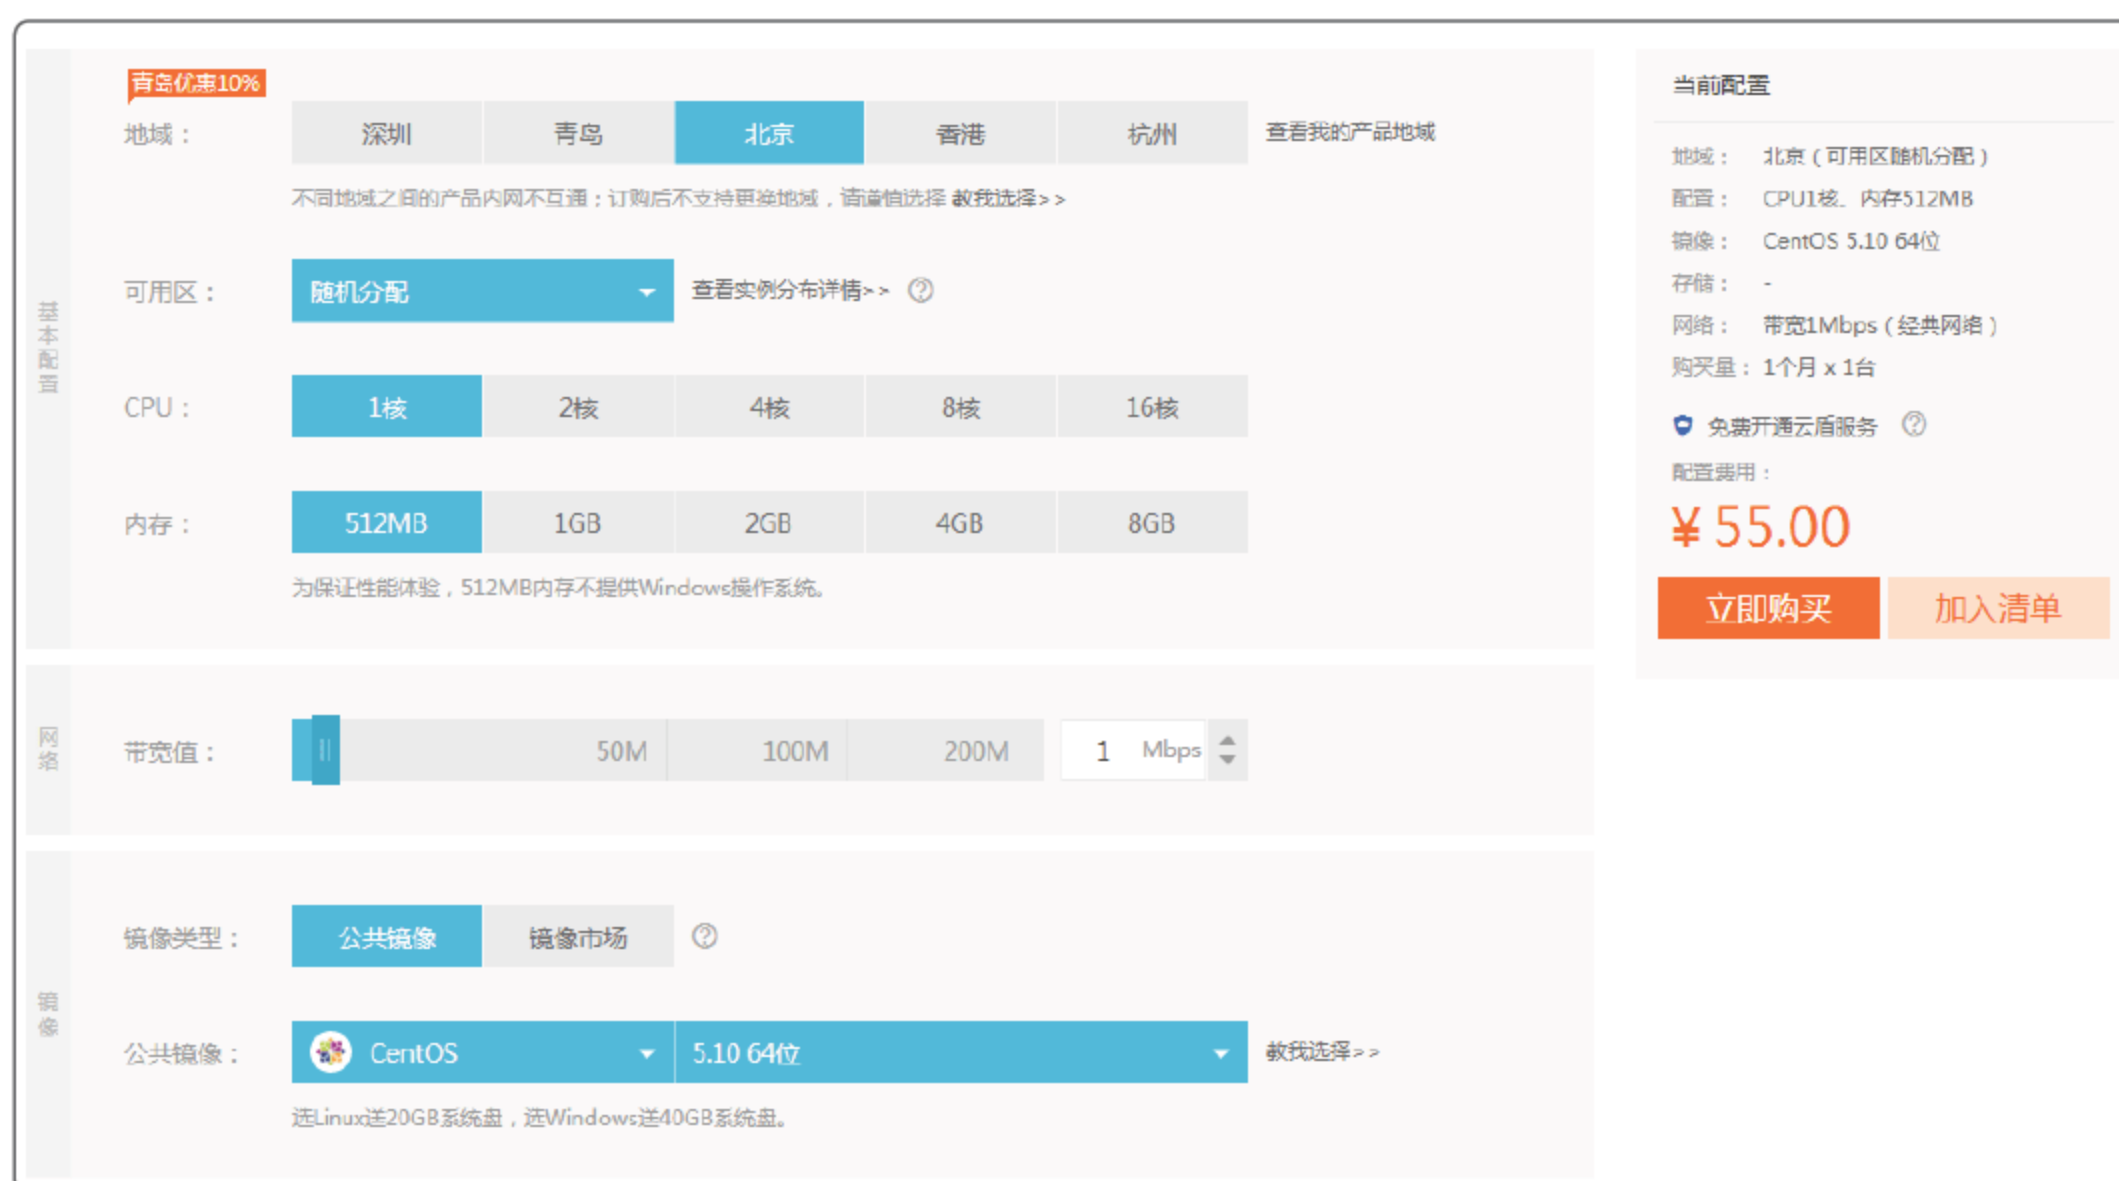 青岛优惠10%
地域： 深圳 青岛 北京 香港 杭州 查看我的产品地域
不同地域之间的产品内网不互通；订购后不支持更换地域，请谨慎选择 教我选择>>
基本配置
可用区： 随机分配 查看实例分布详情>>
CPU： 1核 2核 4核 8核 16核
内存： 512MB 1GB 2GB 4GB 8GB
为保证性能体验，512MB内存不提供Windows操作系统。
网络
带宽值： 50M 100M 200M 1 Mbps
镜像
镜像类型： 公共镜像 镜像市场
公共镜像： CentOS 5.10 64位 教我选择>>
选Linux送20GB系统盘，选Windows送40GB系统盘。
当前配置
地域： 北京（可用区随机分配）
配置： CPU1核、内存512MB
镜像： CentOS 5.10 64位
存储： -
网络： 带宽1Mbps（经典网络）
购买量： 1个月 x 1台
免费开通云盾服务
配置费用：
¥ 55.00
立即购买 加入清单